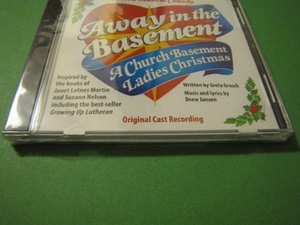 Away in the
Basement
A Church Basement
Ladies Christmas
Inspired by
the books of
Janet Letnes Martin
and Suzann Nelson
including the best-seller
Growing Up Lutheran
Written by Greta Grosch
Music and lyrics by
Drew Jansen
Original Cast Recording